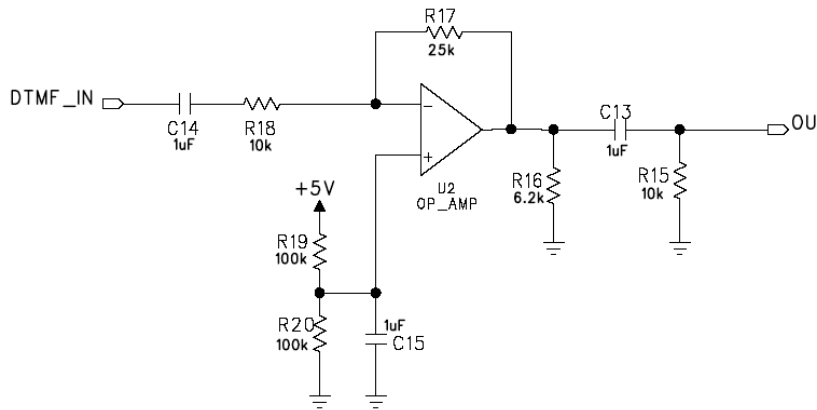 R17
25k
DTMF_IN
C14
1uF
R18
10k
−
+
U2
OP_AMP
C13
1uF
OU
R16
6.2k
R15
10k
+5V
R19
100k
R20
100k
1uF
C15